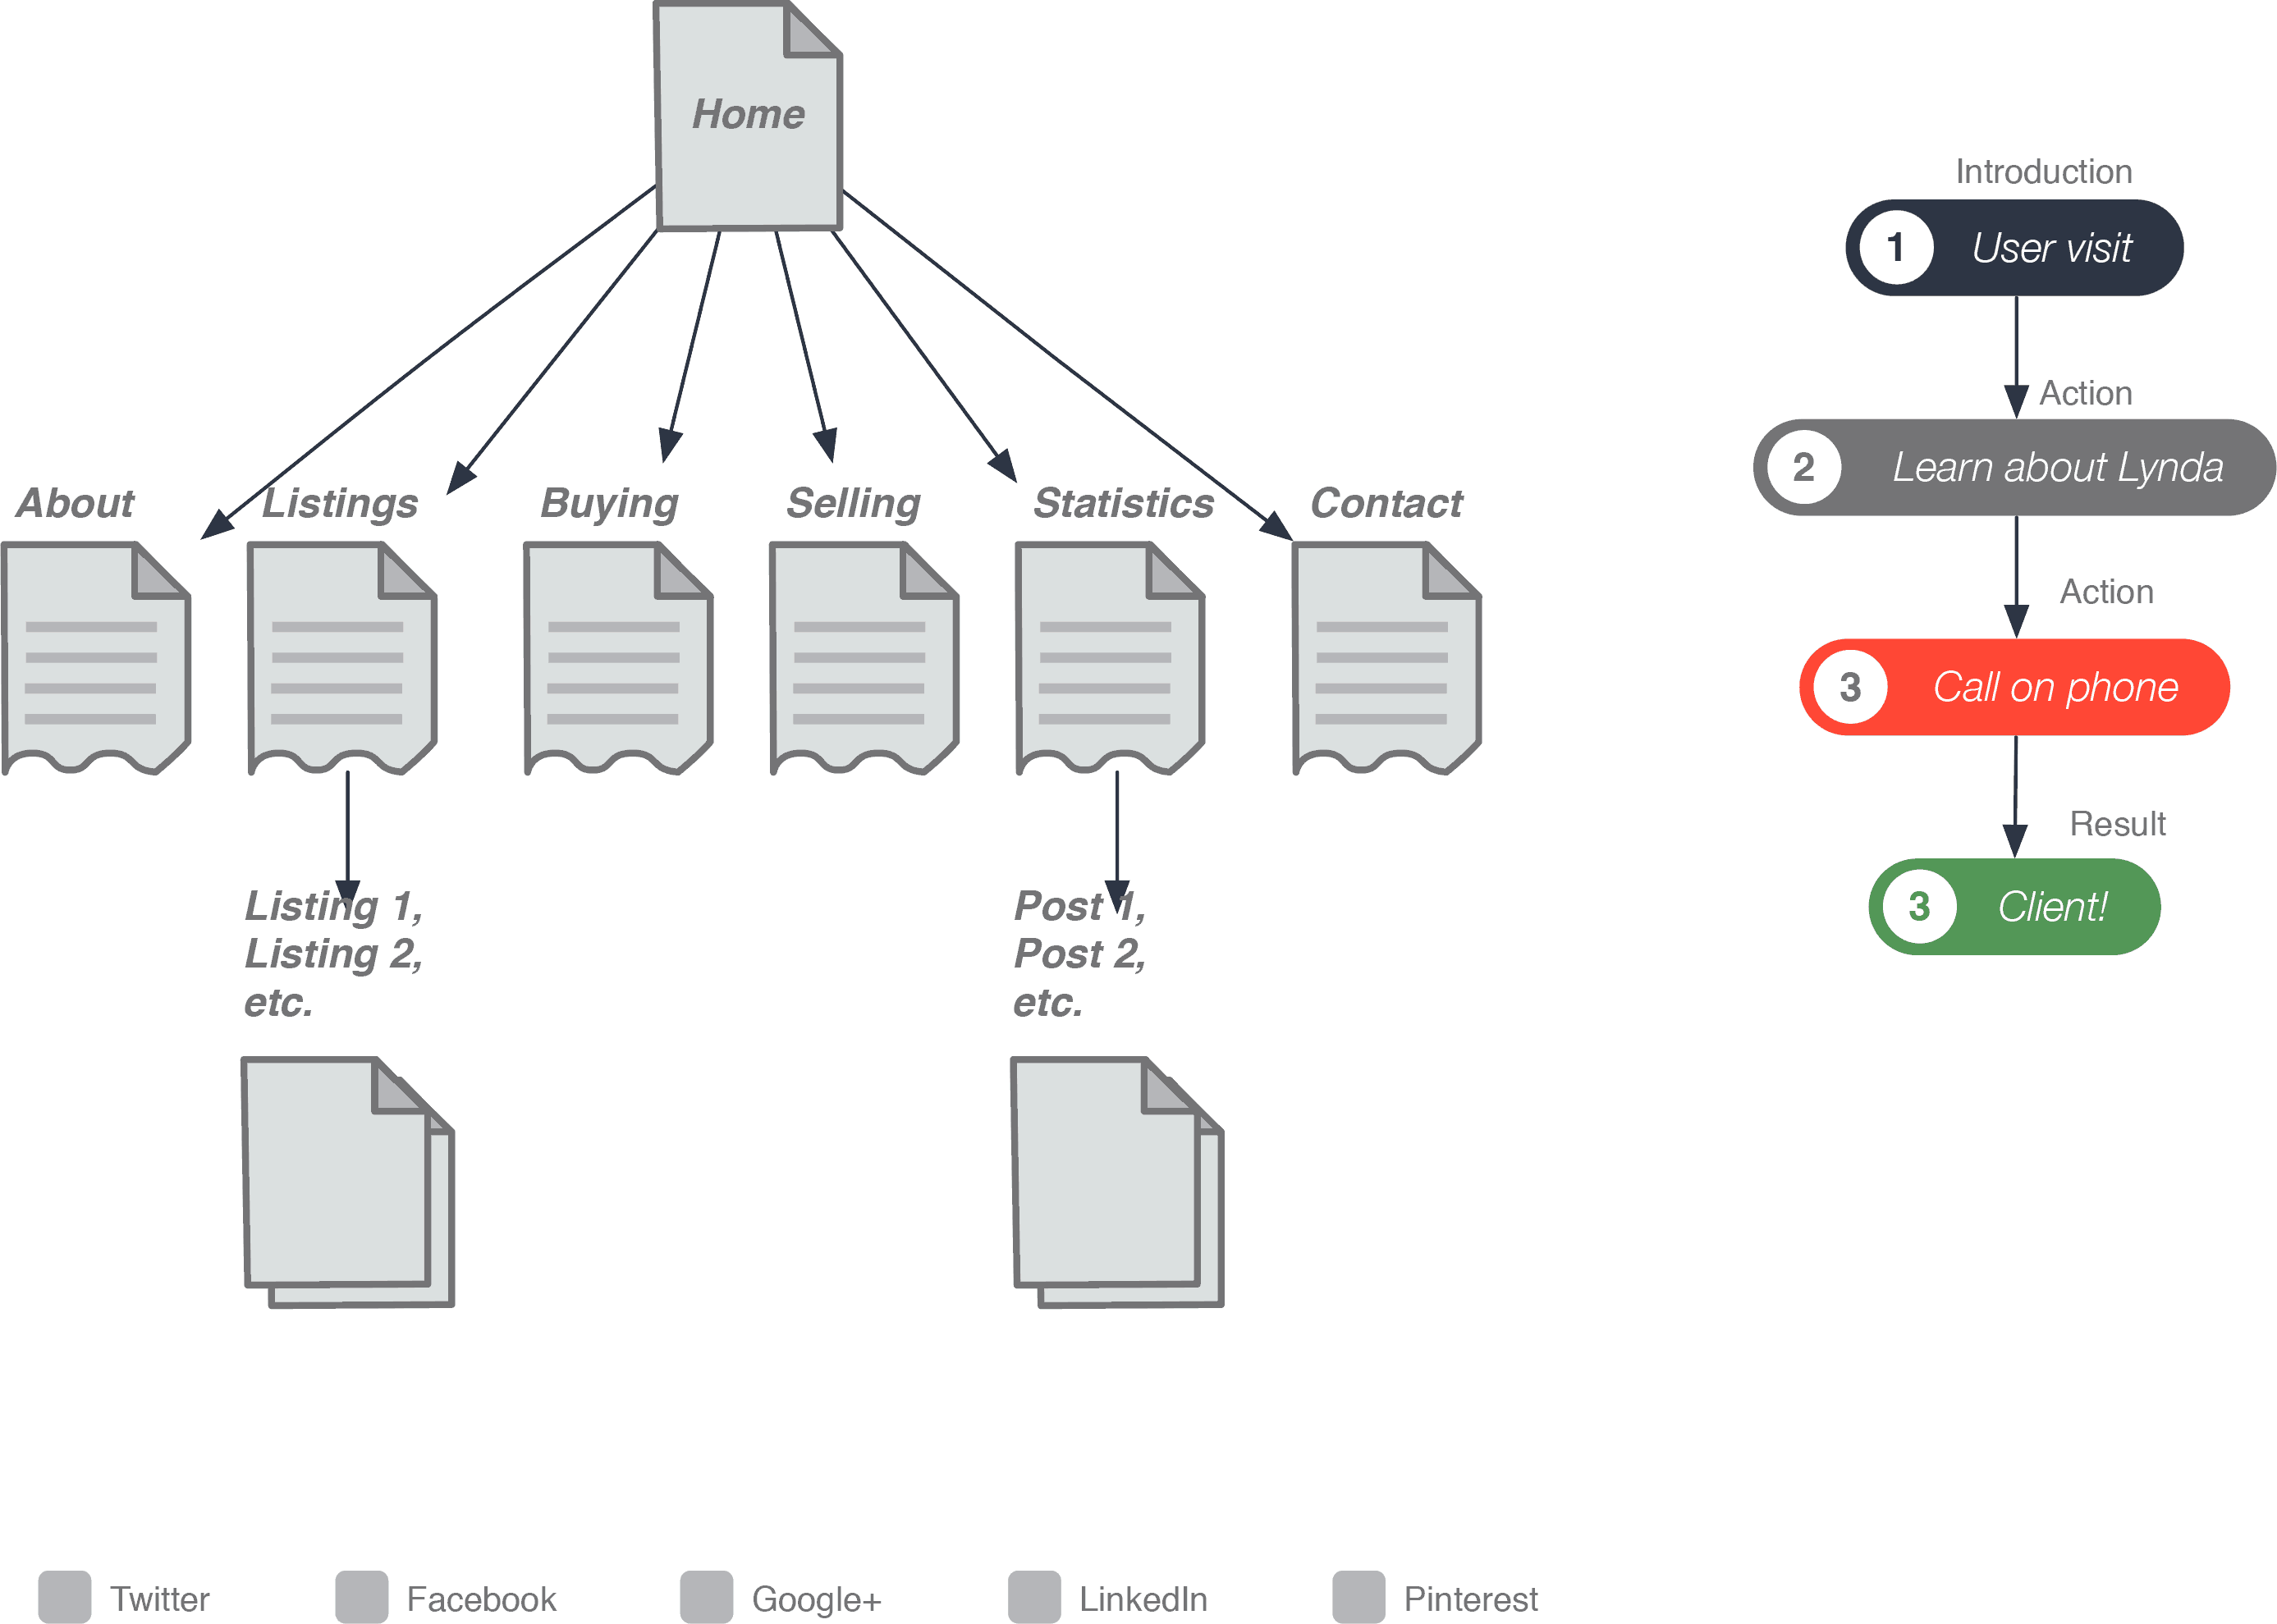 Home
About
Listings
Buying
Selling
Statistics
Contact
Listing 1,
Listing 2,
etc.
Post 1,
Post 2,
etc.
Introduction
1 User visit
Action
2 Learn about Lynda
Action
3 Call on phone
Result
3 Client!
Twitter
Facebook
Google+
LinkedIn
Pinterest